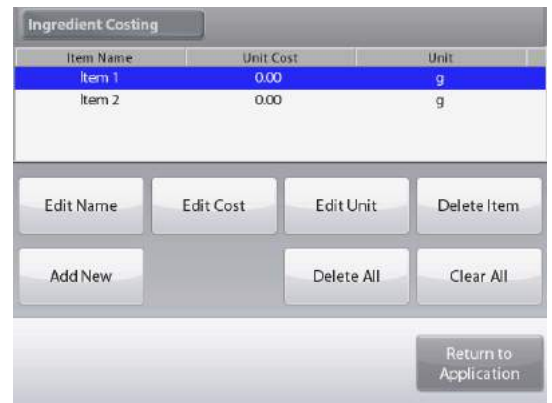 Ingredient Costing
Item Name Unit Cost Unit
Item 1 0.00 g
Item 2 0.00 g
Edit Name Edit Cost Edit Unit Delete Item
Add New Delete All Clear All
Return to
Application